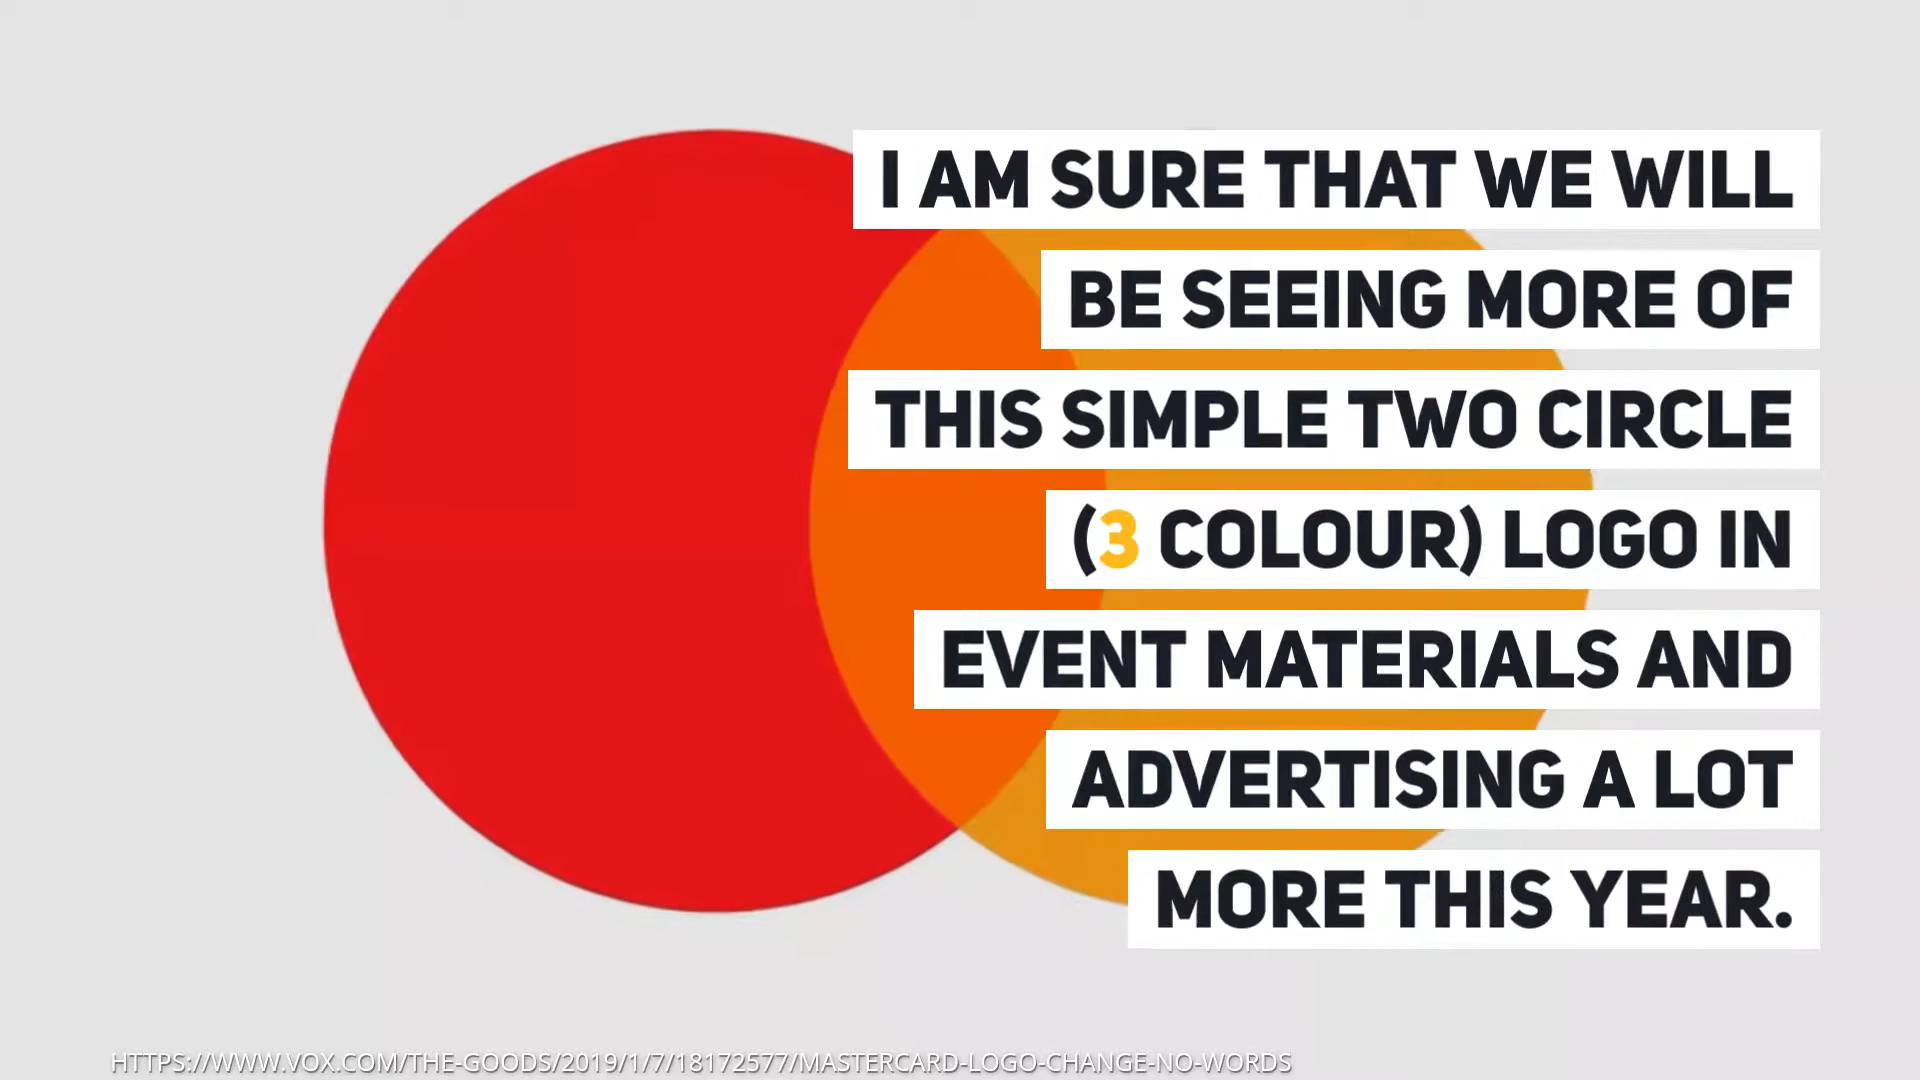 I AM SURE THAT WE WILL
BE SEEING MORE OF
THIS SIMPLE TWO CIRCLE
(3 COLOUR) LOGO IN
EVENT MATERIALS AND
ADVERTISING A LOT
MORE THIS YEAR.
HTTPS://WWW.VOX.COM/THE-GOODS/2019/1/7/18172577/MASTERCARD-LOGO-CHANGE-NO-WORDS